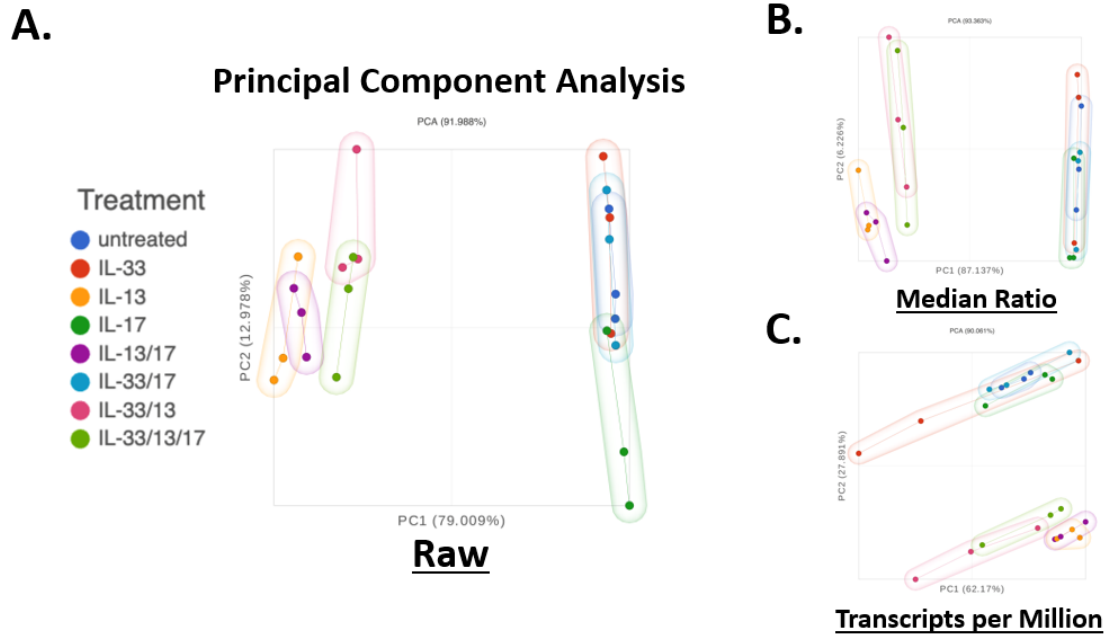 A.
Principal Component Analysis
PCA (91.988%)
Treatment
untreated
IL-33
IL-13
IL-17
IL-13/17
IL-33/17
IL-33/13
IL-33/13/17
PC2 (12.978%)
PC1 (79.009%)
Raw
B.
PCA (93.363%)
PC2 (6.226%)
PC1 (87.137%)
Median Ratio
C.
PCA (90.061%)
PC2 (27.891%)
PC1 (62.17%)
Transcripts per Million